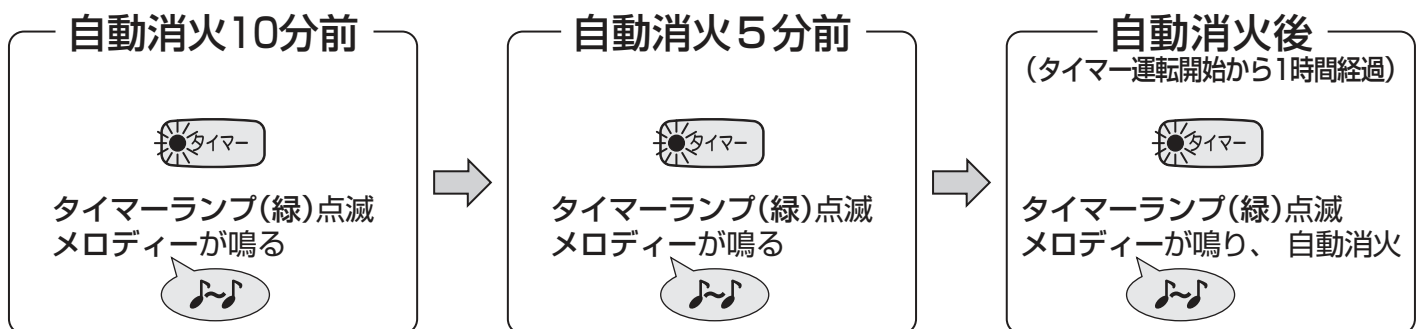 自動消火10分前
タイマー
タイマーランプ(緑)点滅
メロディーが鳴る
自動消火5分前
タイマー
タイマーランプ(緑)点滅
メロディーが鳴る
自動消火後
(タイマー運転開始から1時間経過)
タイマー
タイマーランプ(緑)点滅
メロディーが鳴り、 自動消火